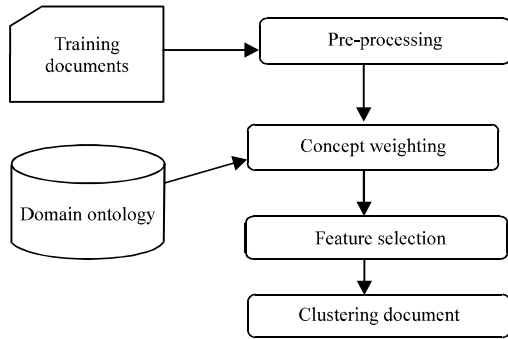 Training
documents
Pre-processing
Concept weighting
Domain ontology
Feature selection
Clustering document